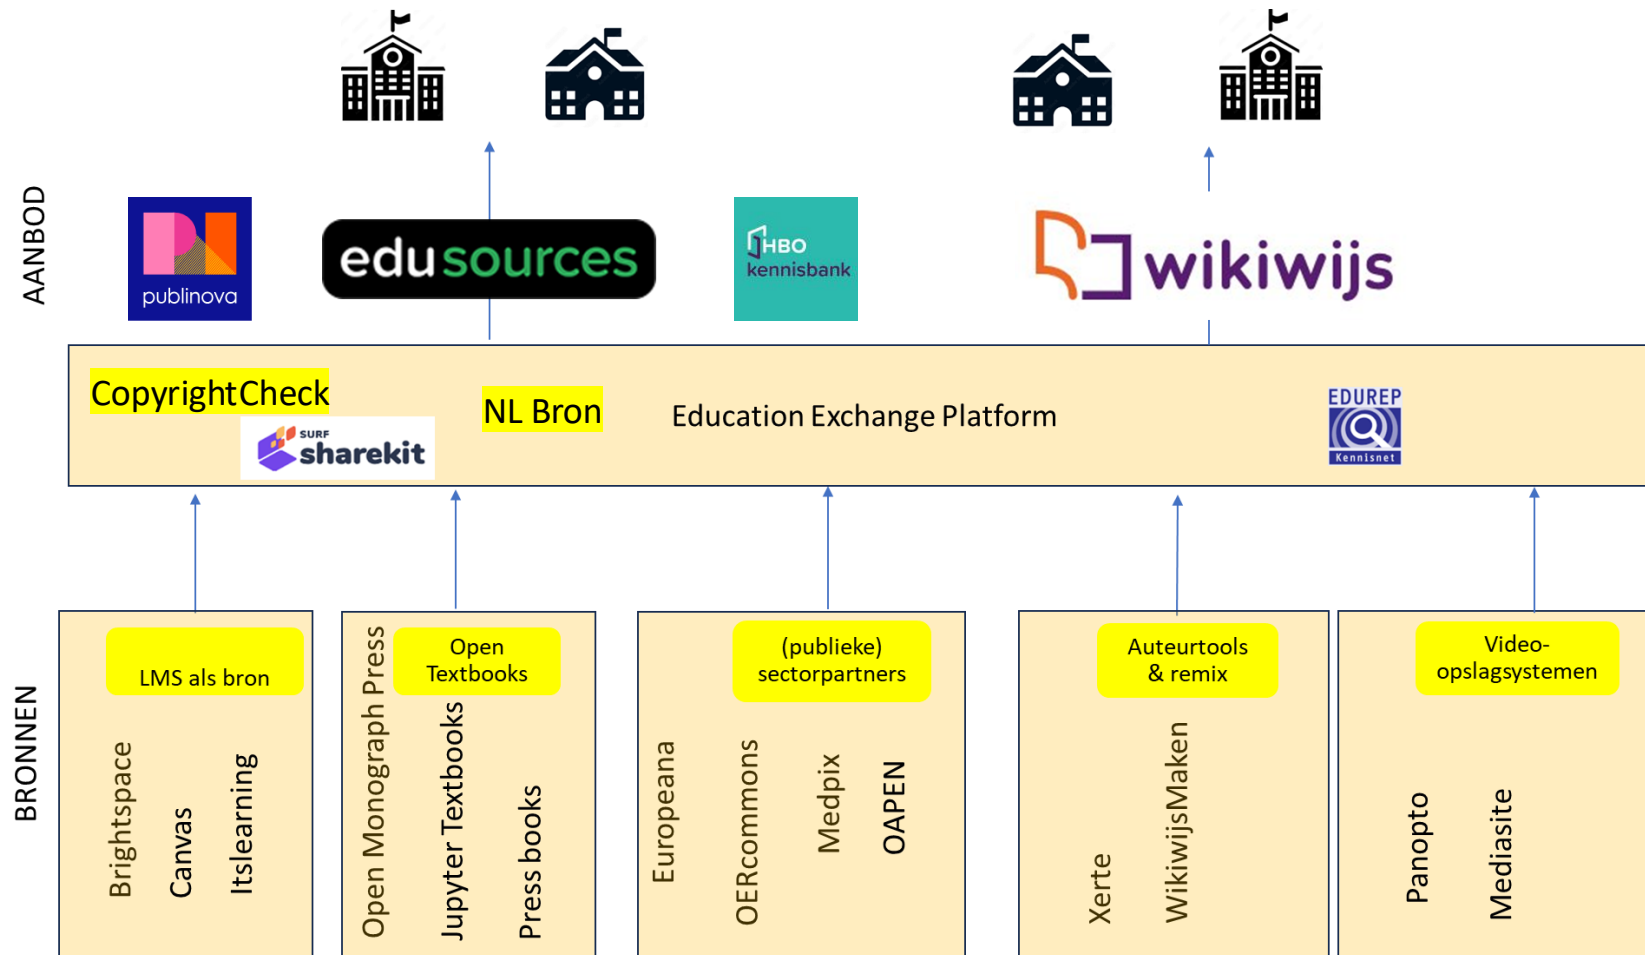 AANBOD
publinova
edusources
HBO
kennisbank
wikiwijs
CopyrightCheck
SURF
sharekit
NL Bron
Education Exchange Platform
EDUREP
Kennisnet
BRONNEN
LMS als bron
Brightspace
Canvas
Itslearning
Open
Textbooks
Open Monograph Press
Jupyter Textbooks
Press books
(publieke)
sectorpartners
Europeana
OERcommons
Medpix
OAPEN
Auteurtools
& remix
Xerte
WikiwijsMaken
Video-
opslagsystemen
Panopto
Mediasite